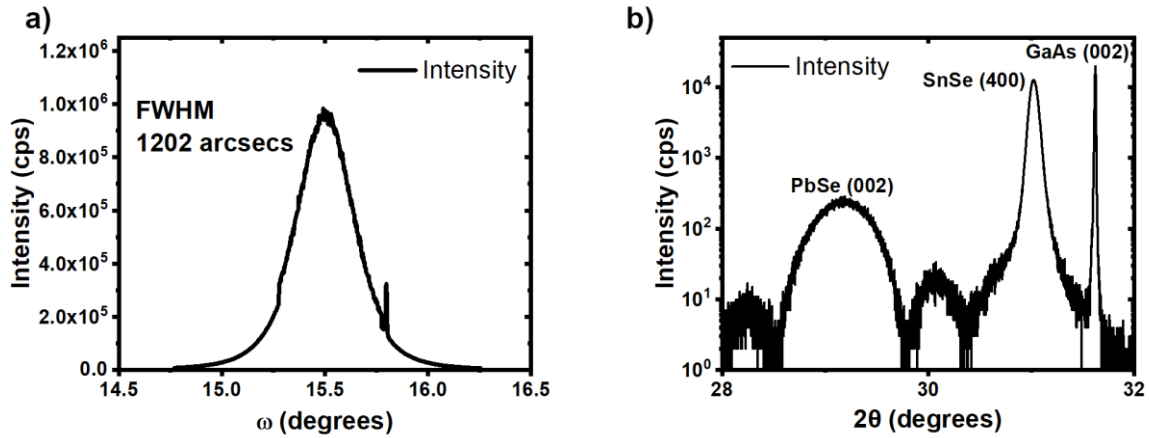 a)
Intensity (cps)
1.2x10⁶
1.0x10⁶
8.0x10⁵
6.0x10⁵
4.0x10⁵
2.0x10⁵
0.0
Intensity
FWHM
1202 arcsecs
14.5 15.0 15.5 16.0 16.5
ω (degrees)
b)
Intensity (cps)
10⁴
10³
10²
10¹
10⁰
GaAs (002)
Intensity
SnSe (400)
PbSe (002)
28 30 32
2θ (degrees)